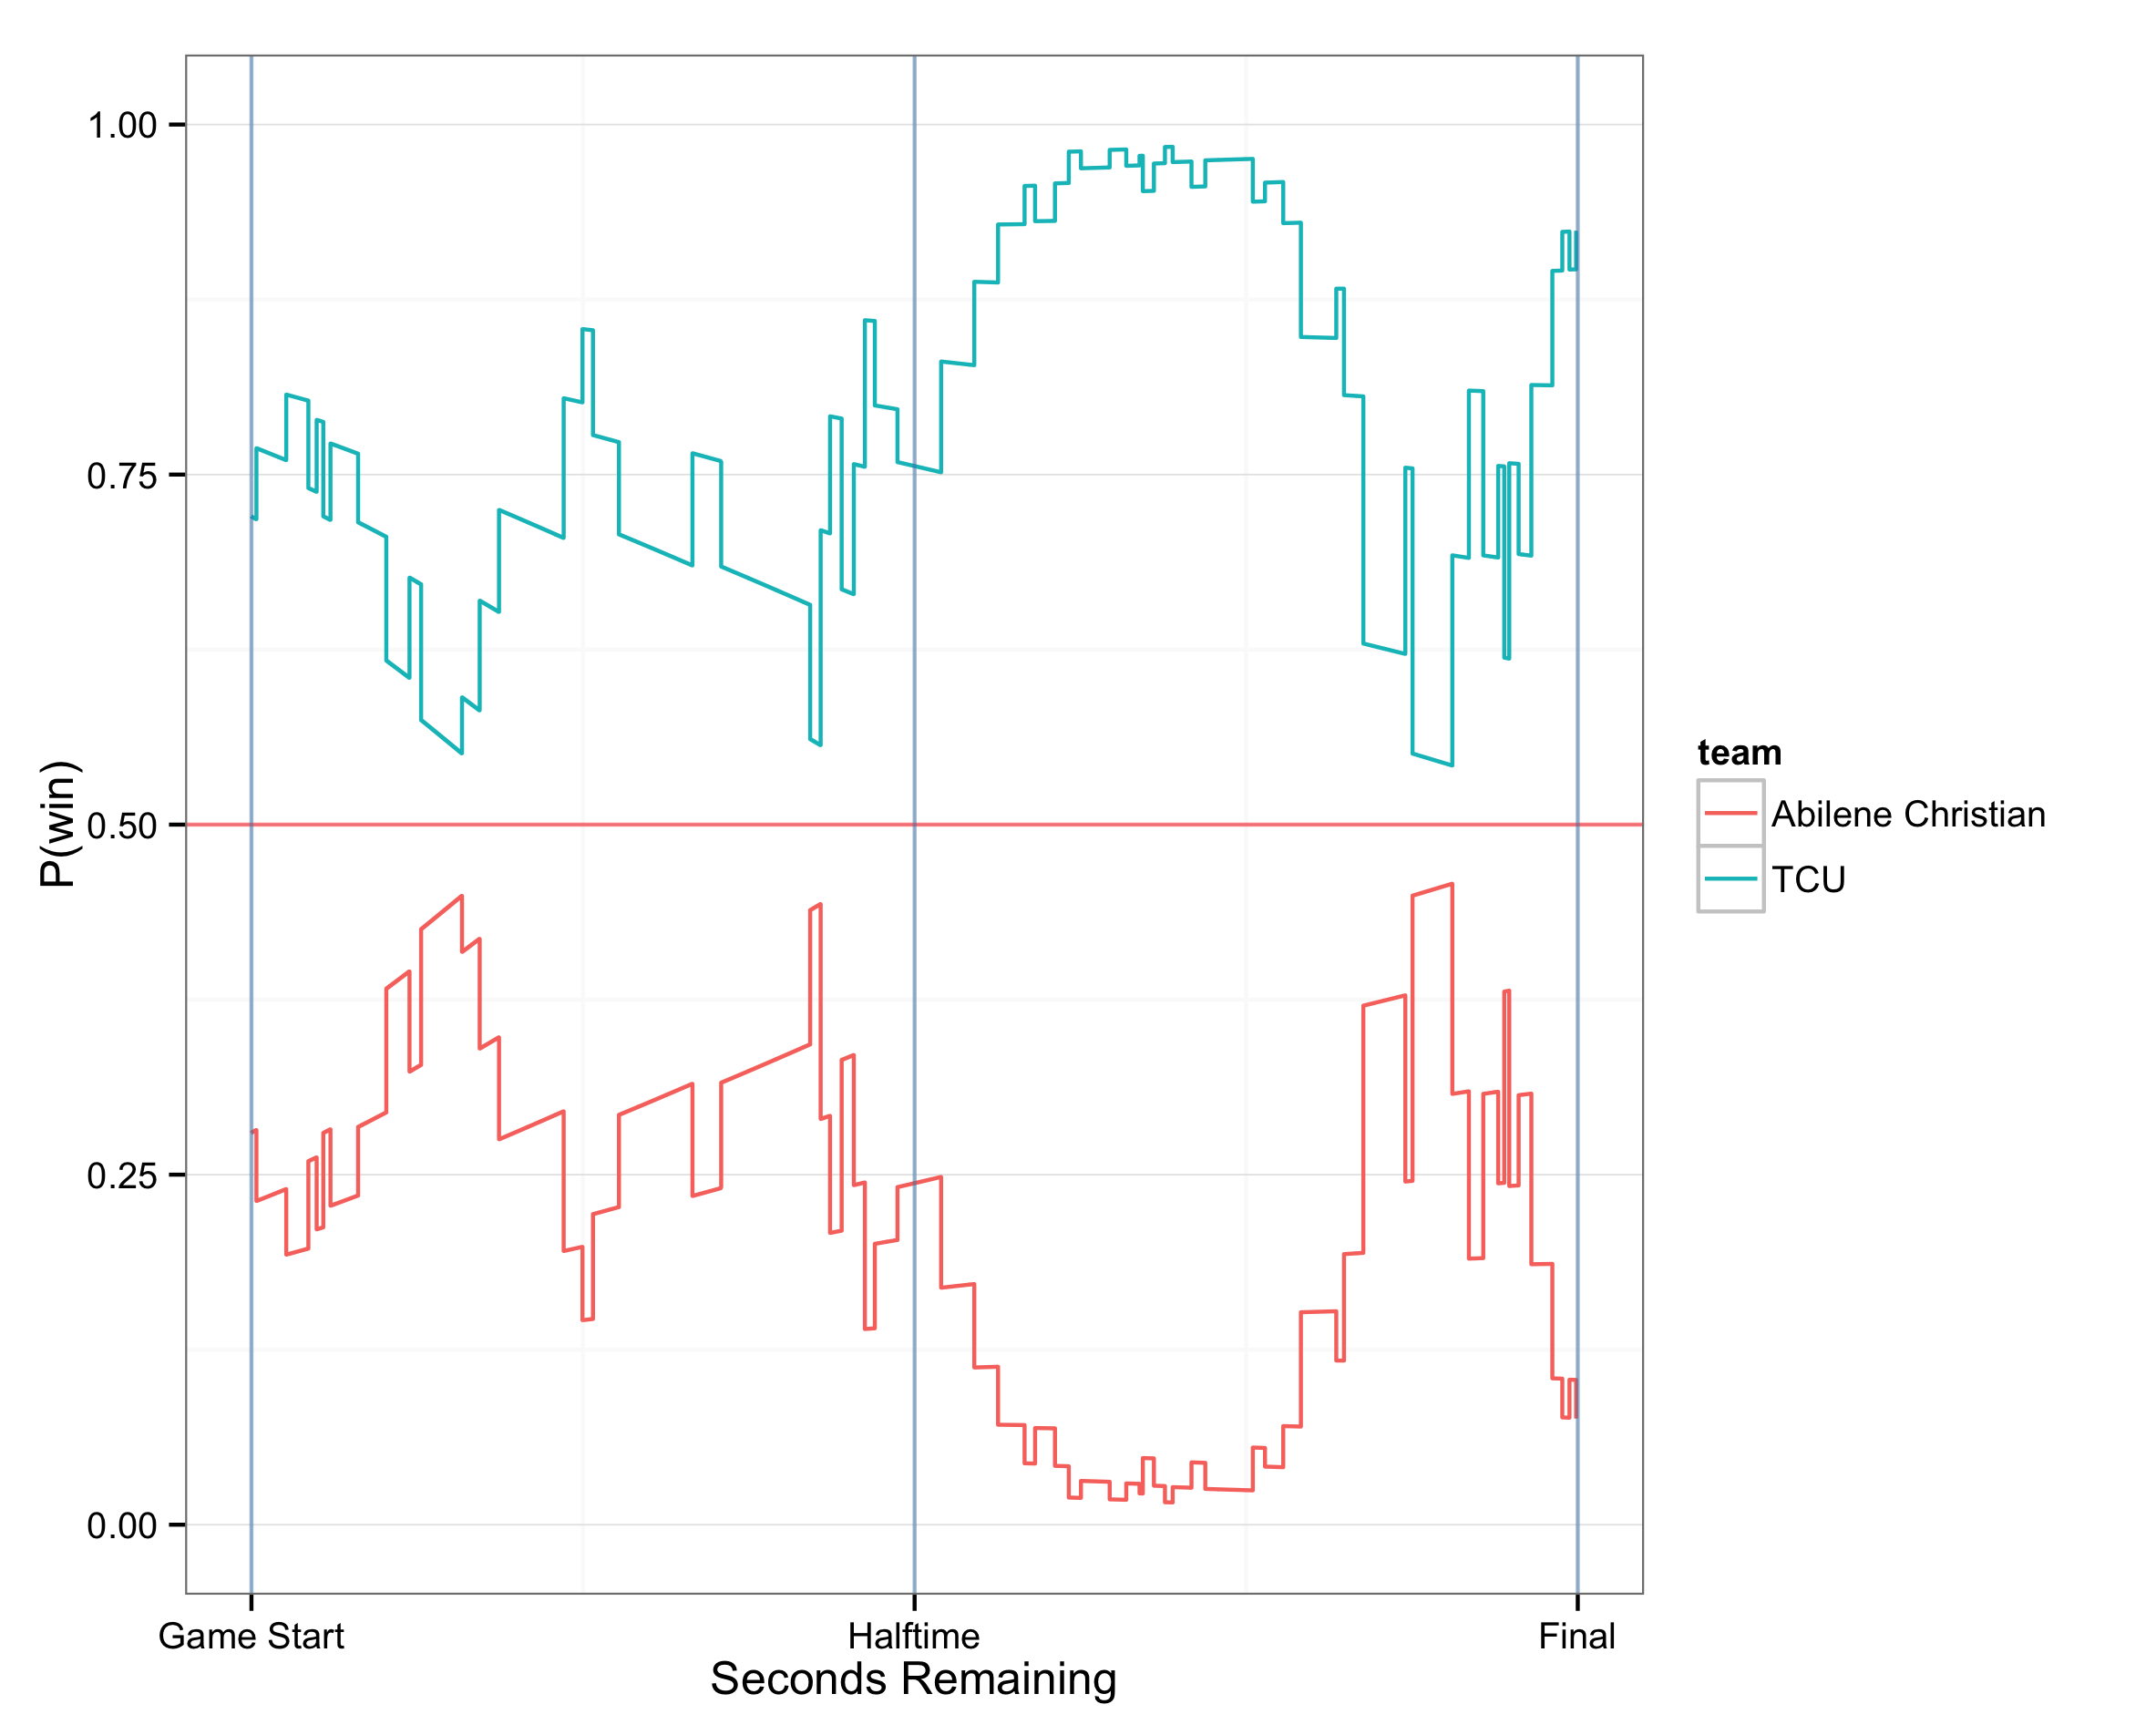 1.00
0.75
0.50
0.25
0.00
P(win)
Game Start
Halftime
Final
Seconds Remaining
team
Abilene Christian
TCU